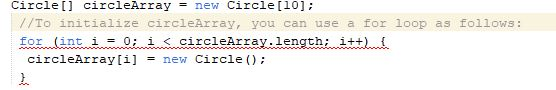 Circle[] circleArray = new Circle[10];
//To initialize circleArray, you can use a for loop as follows:
for (int i = 0; i < circleArray.length; i++) {
circleArray[i] = new Circle();
}